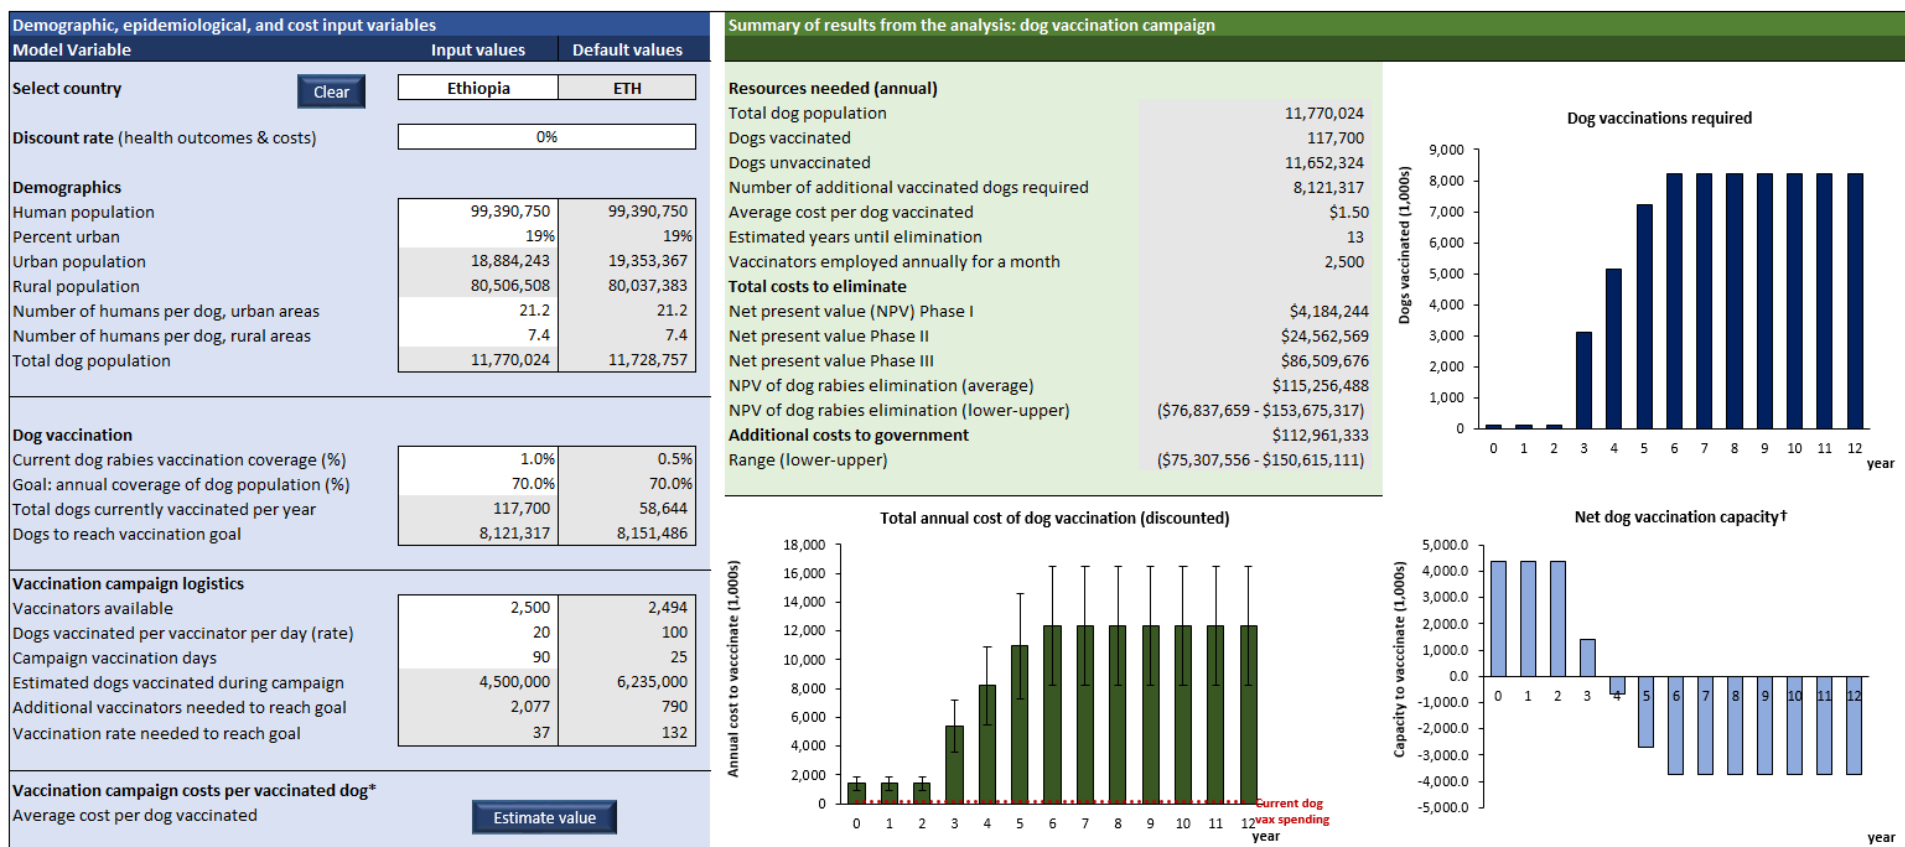 Demographic, epidemiological, and cost input variables
Model Variable Input values Default values
Select country Clear Ethiopia ETH
Discount rate (health outcomes & costs) 0%
Demographics
Human population 99,390,750 99,390,750
Percent urban 19% 19%
Urban population 18,884,243 19,353,367
Rural population 80,506,508 80,037,383
Number of humans per dog, urban areas 21.2 21.2
Number of humans per dog, rural areas 7.4 7.4
Total dog population 11,770,024 11,728,757
Dog vaccination
Current dog rabies vaccination coverage (%) 1.0% 0.5%
Goal: annual coverage of dog population (%) 70.0% 70.0%
Total dogs currently vaccinated per year 117,700 58,644
Dogs to reach vaccination goal 8,121,317 8,151,486
Vaccination campaign logistics
Vaccinators available 2,500 2,494
Dogs vaccinated per vaccinator per day (rate) 20 100
Campaign vaccination days 90 25
Estimated dogs vaccinated during campaign 4,500,000 6,235,000
Additional vaccinators needed to reach goal 2,077 790
Vaccination rate needed to reach goal 37 132
Vaccination campaign costs per vaccinated dog*
Average cost per dog vaccinated Estimate value
Summary of results from the analysis: dog vaccination campaign
Resources needed (annual)
Total dog population 11,770,024
Dogs vaccinated 117,700
Dogs unvaccinated 11,652,324
Number of additional vaccinated dogs required 8,121,317
Average cost per dog vaccinated $1.50
Estimated years until elimination 13
Vaccinators employed annually for a month 2,500
Total costs to eliminate
Net present value (NPV) Phase I $4,184,244
Net present value Phase II $24,562,569
Net present value Phase III $86,509,676
NPV of dog rabies elimination (average) $115,256,488
NPV of dog rabies elimination (lower-upper) ($76,837,659 - $153,675,317)
Additional costs to government $112,961,333
Range (lower-upper) ($75,307,556 - $150,615,111)
Dog vaccinations required
Dogs vaccinated (1,000s)
9,000
8,000
7,000
6,000
5,000
4,000
3,000
2,000
1,000
0
0 1 2 3 4 5 6 7 8 9 10 11 12
year
Total annual cost of dog vaccination (discounted)
Annual cost to vacccinate (1,000s)
18,000
16,000
14,000
12,000
10,000
8,000
6,000
4,000
2,000
0
0 1 2 3 4 5 6 7 8 9 10 11 12
Current dog
vax spending
year
Net dog vaccination capacity†
Capacity to vacccinate (1,000s)
5,000.0
4,000.0
3,000.0
2,000.0
1,000.0
0.0
-1,000.0
-2,000.0
-3,000.0
-4,000.0
-5,000.0
0 1 2 3 4 5 6 7 8 9 10 11 12
year